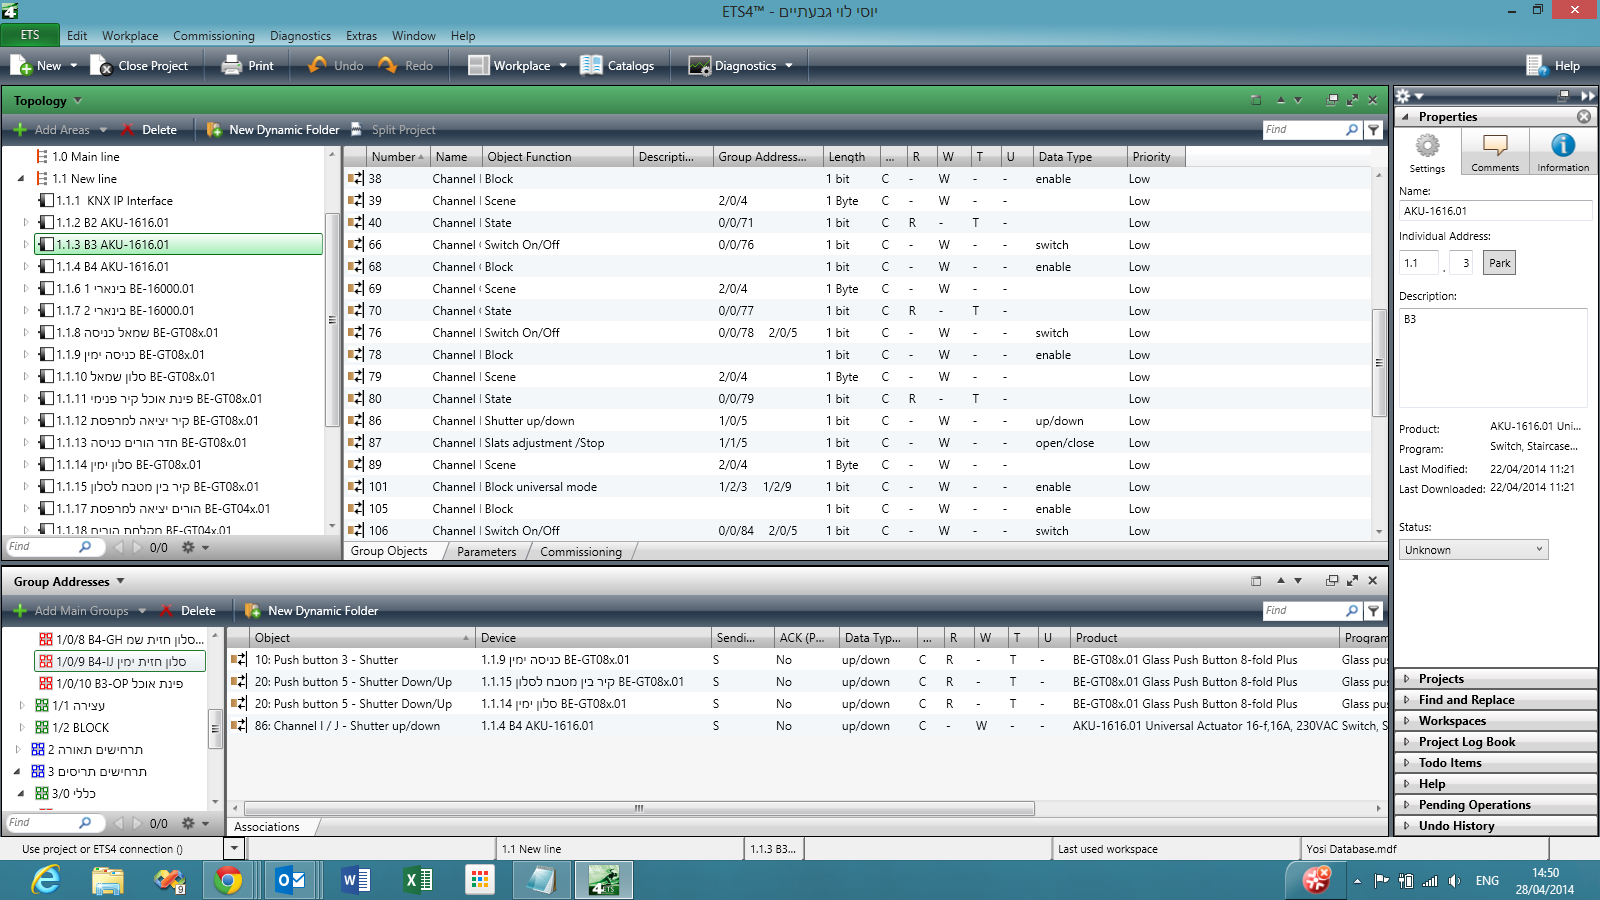 ETS4™ - יוסי לוי גבעתיים
ETS Edit Workplace Commissioning Diagnostics Extras Window Help
New Close Project Print Undo Redo Workplace Catalogs Diagnostics Help
Topology
Add Areas Delete New Dynamic Folder Split Project Find
1.0 Main line
1.1 New line
1.1.1 KNX IP Interface
1.1.2 B2 AKU-1616.01
1.1.3 B3 AKU-1616.01
1.1.4 B4 AKU-1616.01
1.1.6 בינארי 1 BE-16000.01
1.1.7 בינארי 2 BE-16000.01
1.1.8 שמאל כניסה BE-GT08x.01
1.1.9 כניסה ימין BE-GT08x.01
1.1.10 סלון שמאל BE-GT08x.01
1.1.11 פינת אוכל קיר פנימי BE-GT08x.01
1.1.12 קיר יציאה למרפסת BE-GT08x.01
1.1.13 חדר הורים כניסה BE-GT08x.01
1.1.14 סלון ימין BE-GT08x.01
1.1.15 קיר בין מטבח לסלון BE-GT08x.01
1.1.17 הורים יציאה למרפסת BE-GT04x.01
1.1.18 מקלחת הורים BE-GT04x.01
Find 0/0
Number Name Object Function Descripti... Group Address... Length ... R W T U Data Type Priority
38 Channel Block 1 bit C - W - - enable Low
39 Channel Scene 2/0/4 1 Byte C - W - - Low
40 Channel State 0/0/71 1 bit C R - T - Low
66 Channel Switch On/Off 0/0/76 1 bit C - W - - switch Low
68 Channel Block 1 bit C - W - - enable Low
69 Channel Scene 2/0/4 1 Byte C - W - - Low
70 Channel State 0/0/77 1 bit C R - T - Low
76 Channel Switch On/Off 0/0/78 2/0/5 1 bit C - W - - switch Low
78 Channel Block 1 bit C - W - - enable Low
79 Channel Scene 2/0/4 1 Byte C - W - - Low
80 Channel State 0/0/79 1 bit C R - T - Low
86 Channel Shutter up/down 1/0/5 1 bit C - W - - up/down Low
87 Channel Slats adjustment /Stop 1/1/5 1 bit C - W - - open/close Low
89 Channel Scene 2/0/4 1 Byte C - W - - Low
101 Channel Block universal mode 1/2/3 1/2/9 1 bit C - W - - enable Low
105 Channel Block 1 bit C - W - - enable Low
106 Channel Switch On/Off 0/0/84 2/0/5 1 bit C - W - - switch Low
Group Objects Parameters Commissioning
Properties
Settings Comments Information
Name:
AKU-1616.01
Individual Address:
1.1 . 3 Park
Description:
B3
Product: AKU-1616.01 Uni...
Program: Switch, Staircase...
Last Modified: 22/04/2014 11:21
Last Downloaded: 22/04/2014 11:21
Status:
Unknown
Projects
Find and Replace
Workspaces
Project Log Book
Todo Items
Help
Pending Operations
Undo History
Group Addresses
Add Main Groups Delete New Dynamic Folder Find
1/0/8 B4-GH סלון חזית שמ...
1/0/9 B4-IJ סלון חזית ימין
1/0/10 B3-OP פינת אוכל
1/1 עצירה
1/2 BLOCK
2 תרחישים תאורה
3 תרחישים תריסים
3/0 כללי
Find 0/0
Object Device Sendi... ACK (P... Data Typ... ... R W T U Product Program
10: Push button 3 - Shutter 1.1.9 כניסה ימין BE-GT08x.01 S No up/down C R - T - BE-GT08x.01 Glass Push Button 8-fold Plus Glass pus
20: Push button 5 - Shutter Down/Up 1.1.15 קיר בין מטבח לסלון BE-GT08x.01 S No up/down C R - T - BE-GT08x.01 Glass Push Button 8-fold Plus Glass pus
20: Push button 5 - Shutter Down/Up 1.1.14 סלון ימין BE-GT08x.01 S No up/down C R - T - BE-GT08x.01 Glass Push Button 8-fold Plus Glass pus
86: Channel I / J - Shutter up/down 1.1.4 B4 AKU-1616.01 S No up/down C - W - - AKU-1616.01 Universal Actuator 16-f,16A, 230VAC Switch, S
Associations
Use project or ETS4 connection () 1.1 New line 1.1.3 B3... Last used workspace Yosi Database.mdf
ENG 14:50
28/04/2014